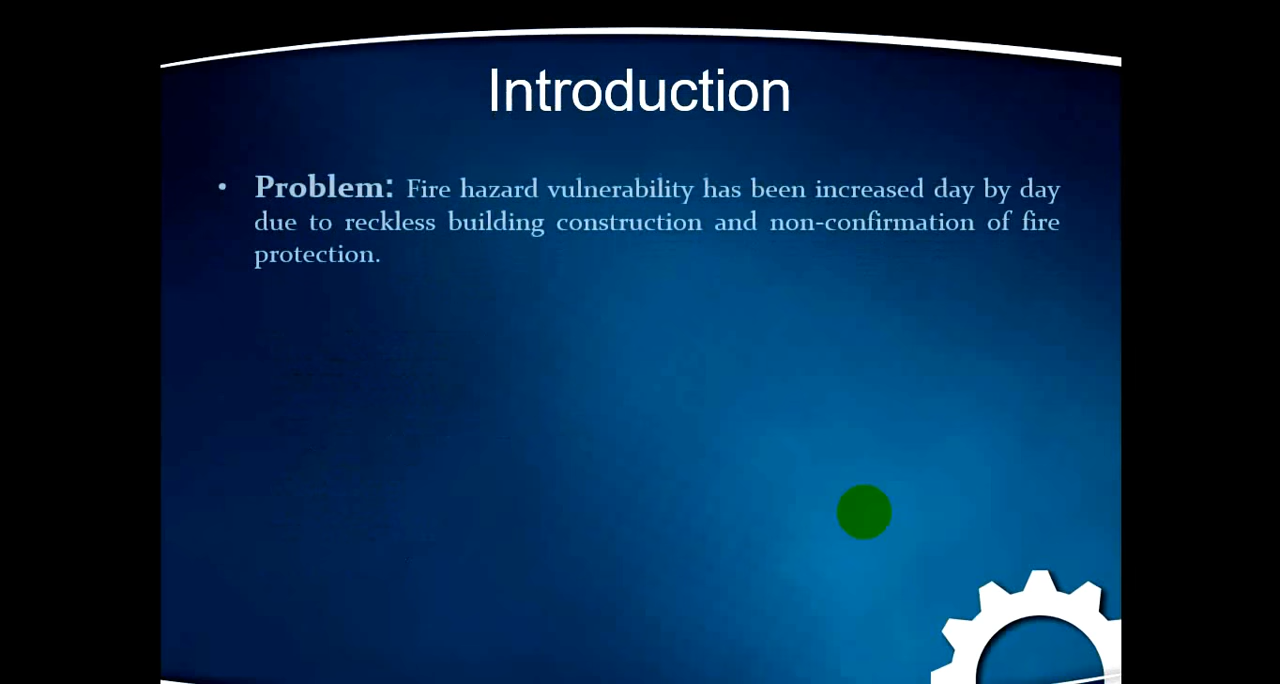 Introduction
• Problem: Fire hazard vulnerability has been increased day by day
due to reckless building construction and non-confirmation of fire
protection.